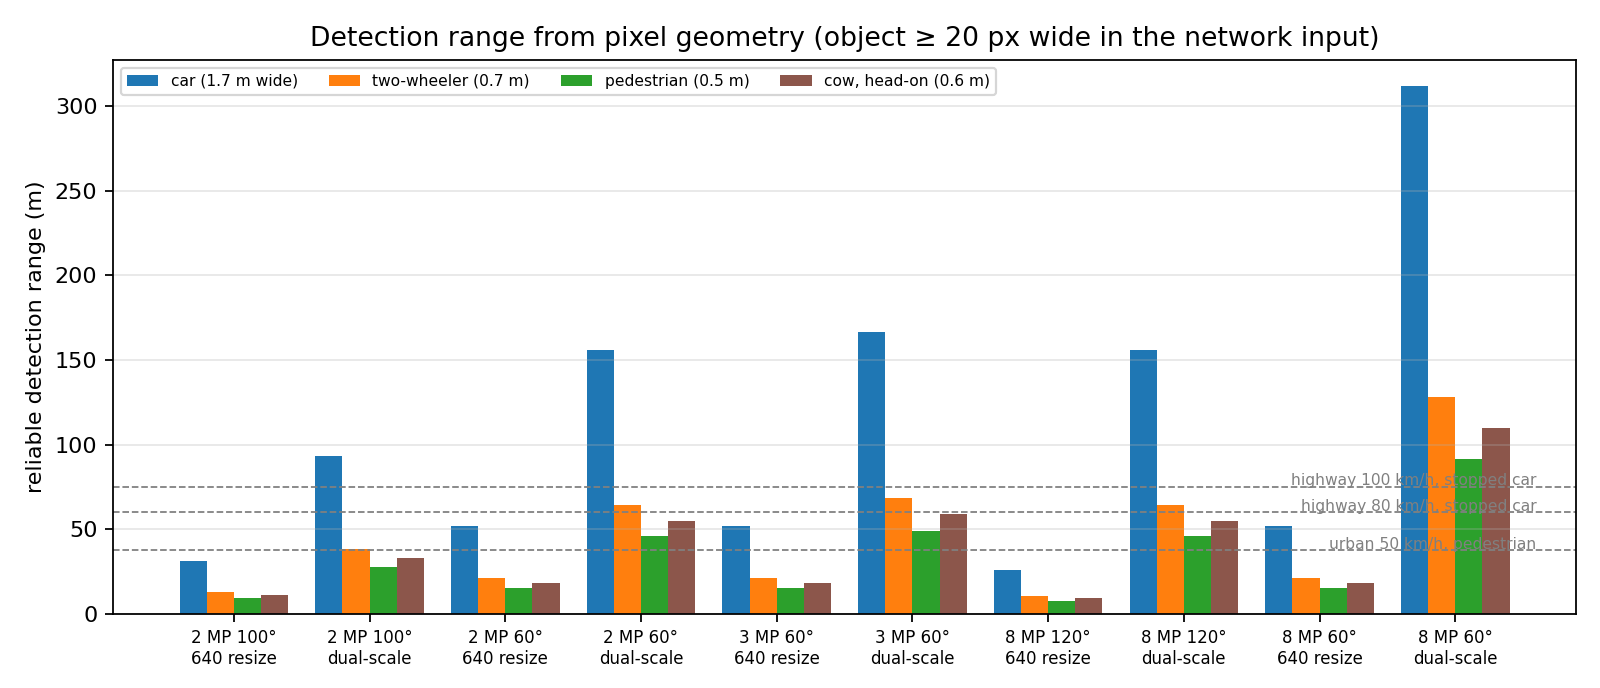 Detection range from pixel geometry (object ≥ 20 px wide in the network input)
car (1.7 m wide)
two-wheeler (0.7 m)
pedestrian (0.5 m)
cow, head-on (0.6 m)
reliable detection range (m)
300
250
200
150
100
50
0
highway 100 km/h, stopped car
highway 80 km/h, stopped car
urban 50 km/h, pedestrian
2 MP 100°
640 resize
2 MP 100°
dual-scale
2 MP 60°
640 resize
2 MP 60°
dual-scale
3 MP 60°
640 resize
3 MP 60°
dual-scale
8 MP 120°
640 resize
8 MP 120°
dual-scale
8 MP 60°
640 resize
8 MP 60°
dual-scale